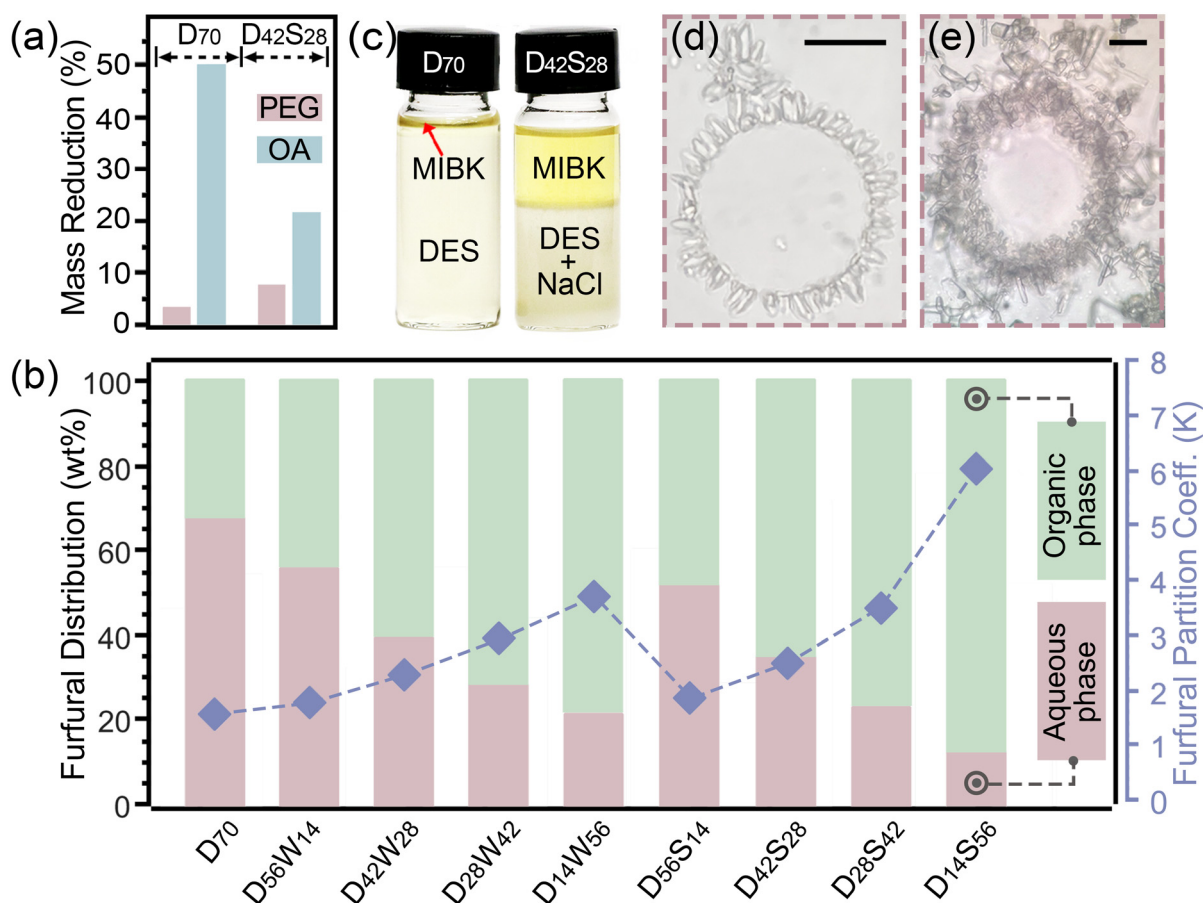 (a)
D70 D42S28
Mass Reduction (%)
50
40
30
20
10
0
PEG
OA
(c)
D70
MIBK
DES
D42S28
MIBK
DES
+
NaCl
(d)
(e)
(b)
Furfural Distribution (wt%)
100
80
60
40
20
0
D70
D56W14
D42W28
D28W42
D14W56
D56S14
D42S28
D28S42
D14S56
Organic
phase
Aqueous
phase
8
7
6
5
4
3
2
1
0
Furfural Partition Coeff. (K)